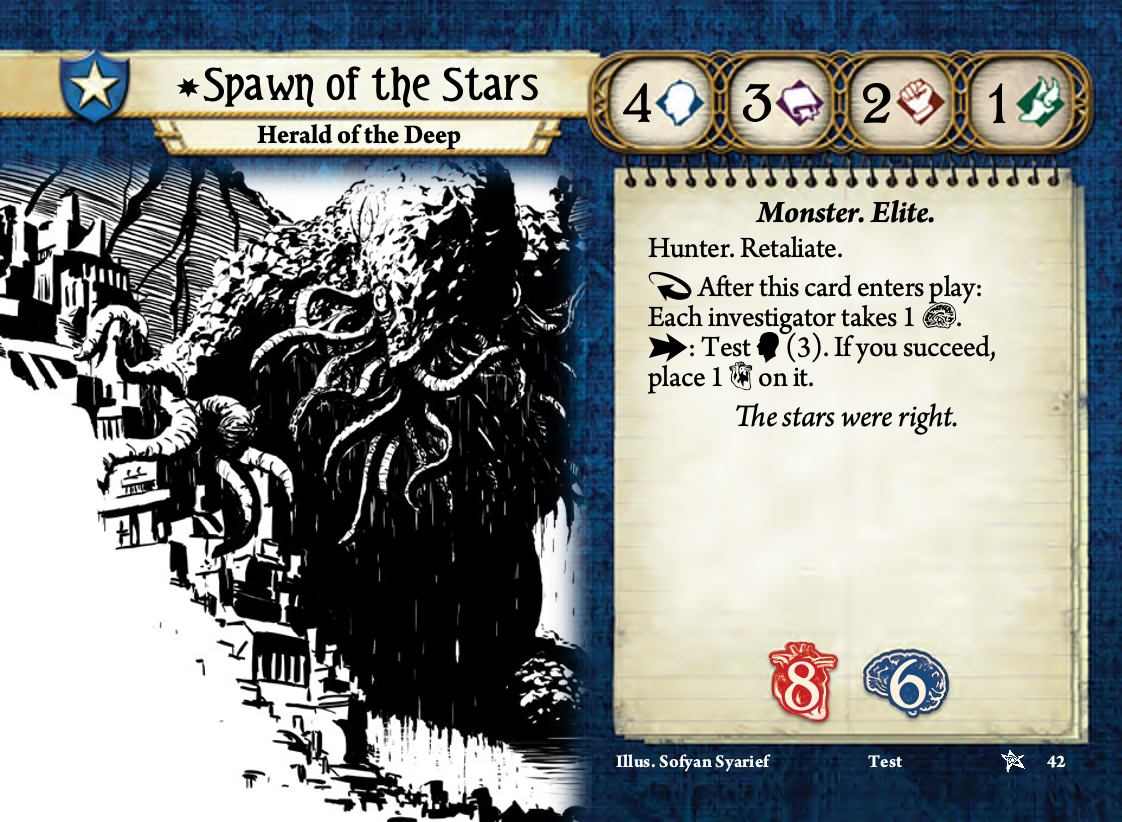 Spawn of the Stars
Herald of the Deep
4 3 2 1
Monster. Elite.
Hunter. Retaliate.
After this card enters play:
Each investigator takes 1 .
: Test (3). If you succeed,
place 1 on it.
The stars were right.
8 6
Illus. Sofyan Syarief Test 42